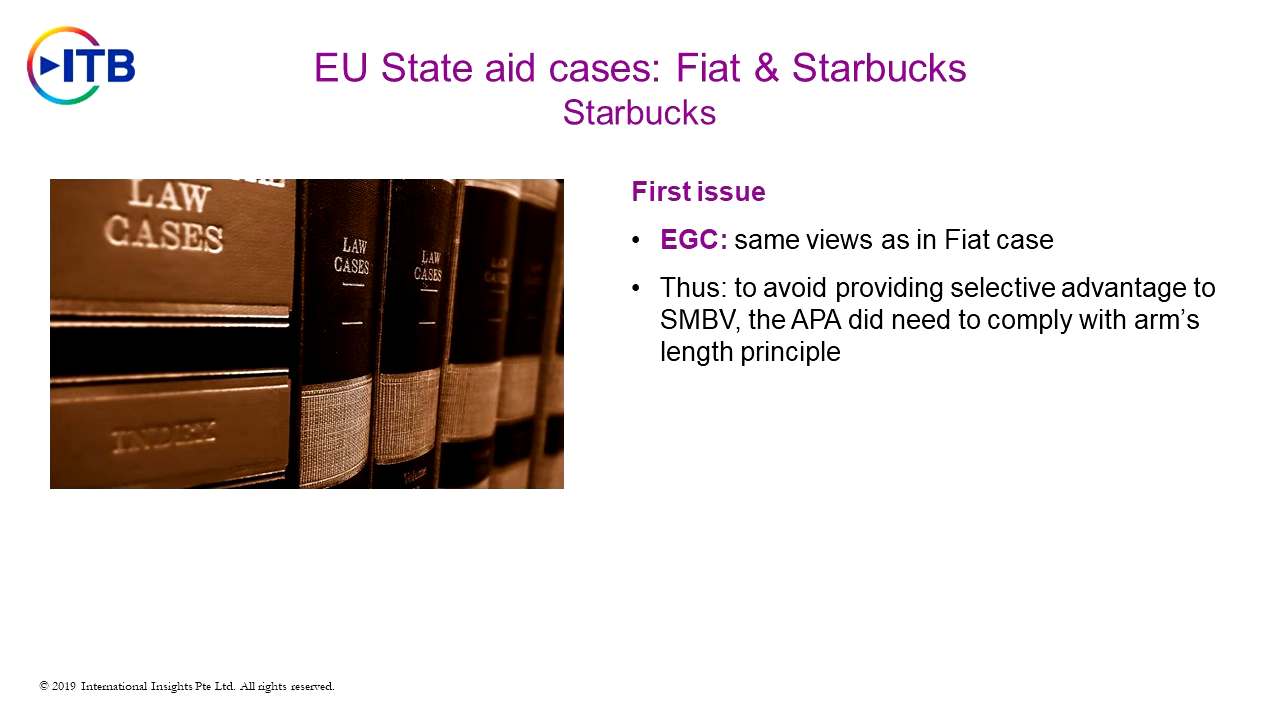 ITB
EU State aid cases: Fiat & Starbucks
Starbucks
LAW
CASES
INDEX
LAW
CASES
LAW
CASES
Volume
First issue
• EGC: same views as in Fiat case
• Thus: to avoid providing selective advantage to
SMBV, the APA did need to comply with arm’s
length principle
© 2019 International Insights Pte Ltd. All rights reserved.